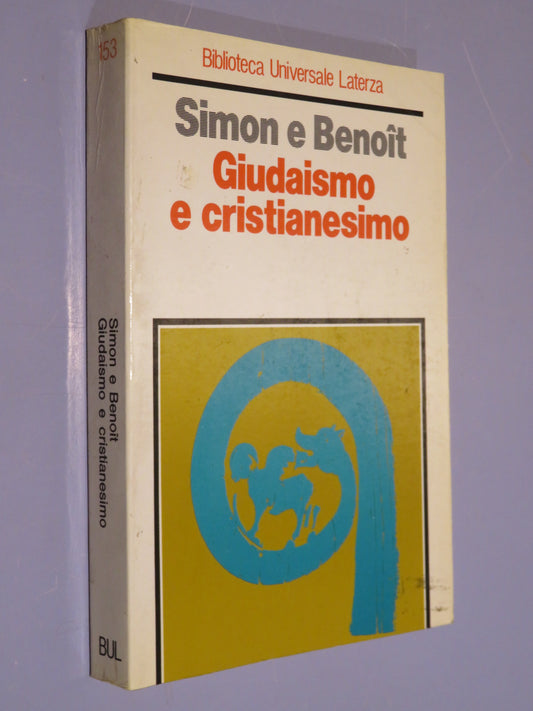 153
Simon e Benoît
Giudaismo e cristianesimo
BUL
Biblioteca Universale Laterza
Simon e Benoît
Giudaismo
e cristianesimo